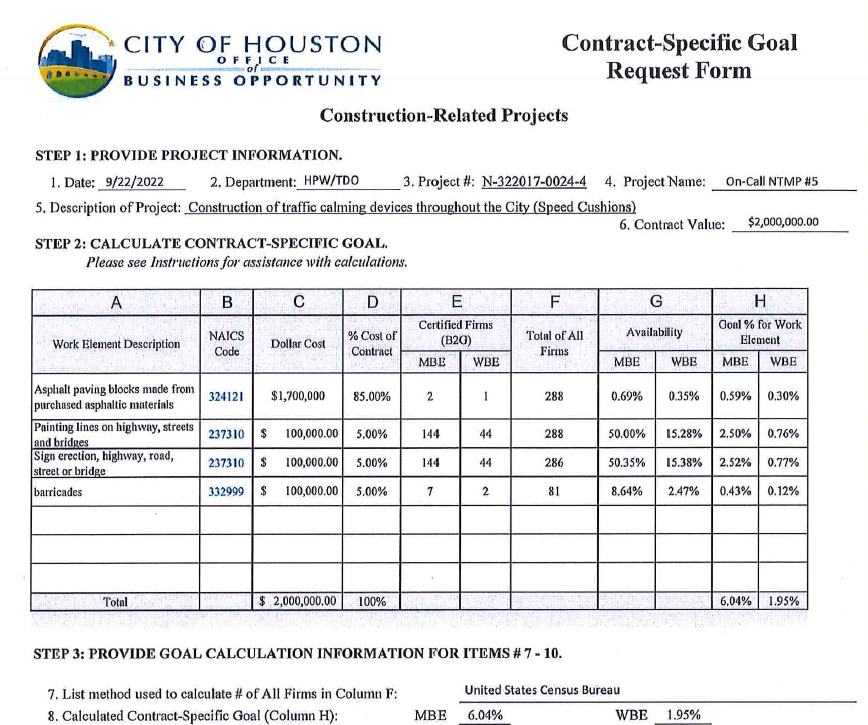 CITY OF HOUSTON
OFFICE
of
BUSINESS OPPORTUNITY
Contract-Specific Goal
Request Form
Construction-Related Projects
STEP 1: PROVIDE PROJECT INFORMATION.
1. Date: 9/22/2022 2. Department: HPW/TDO 3. Project #: N-322017-0024-4 4. Project Name: On-Call NTMP #5
5. Description of Project: Construction of traffic calming devices throughout the City (Speed Cushions)
6. Contract Value: $2,000,000.00
STEP 2: CALCULATE CONTRACT-SPECIFIC GOAL.
Please see Instructions for assistance with calculations.
A B C D E F G H
Work Element Description NAICS Code Dollar Cost % Cost of Contract Certified Firms (B2G) Total of All Firms Availability Goal % for Work Element
MBE WBE MBE WBE MBE WBE
Asphalt paving blocks made from purchased asphaltic materials 324121 $1,700,000 85.00% 2 1 288 0.69% 0.35% 0.59% 0.30%
Painting lines on highway, streets and bridges 237310 $ 100,000.00 5.00% 144 44 288 50.00% 15.28% 2.50% 0.76%
Sign erection, highway, road, street or bridge 237310 $ 100,000.00 5.00% 144 44 286 50.35% 15.38% 2.52% 0.77%
barricades 332999 $ 100,000.00 5.00% 7 2 81 8.64% 2.47% 0.43% 0.12%
Total $ 2,000,000.00 100% 6.04% 1.95%
STEP 3: PROVIDE GOAL CALCULATION INFORMATION FOR ITEMS # 7 - 10.
7. List method used to calculate # of All Firms in Column F: United States Census Bureau
8. Calculated Contract-Specific Goal (Column H): MBE 6.04% WBE 1.95%